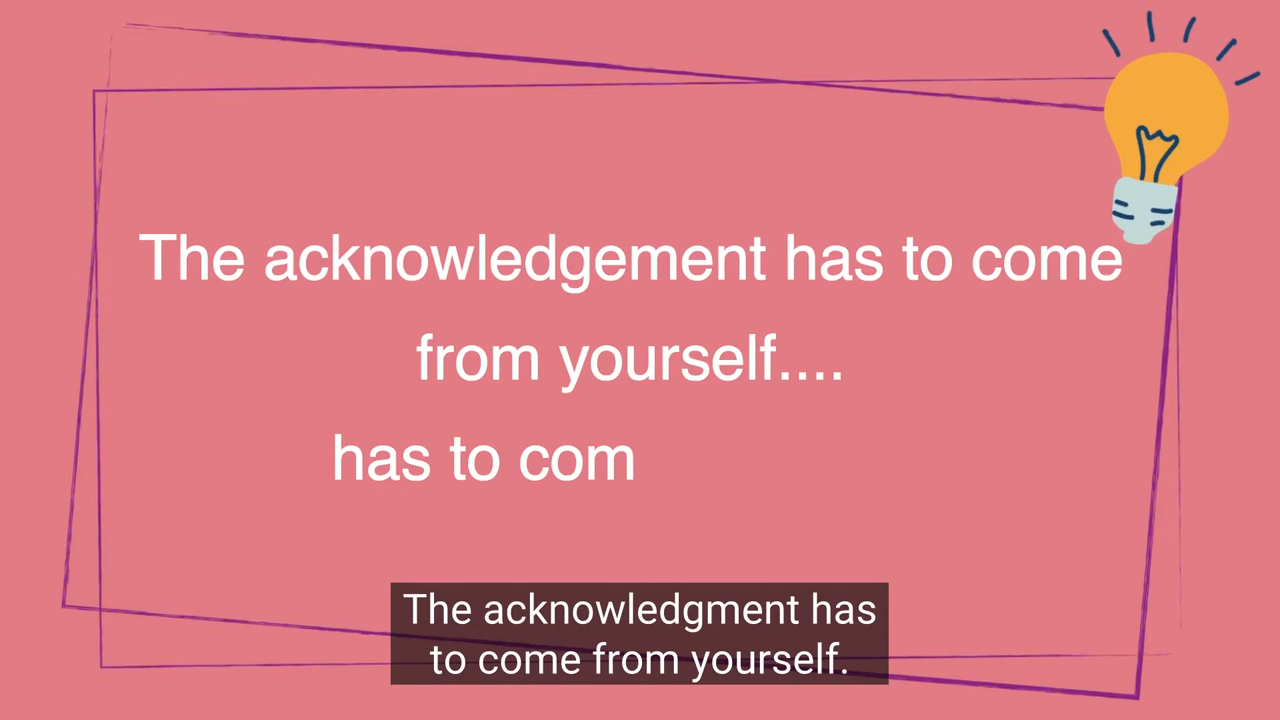 The acknowledgement has to come
from yourself....
has to com
The acknowledgment has
to come from yourself.